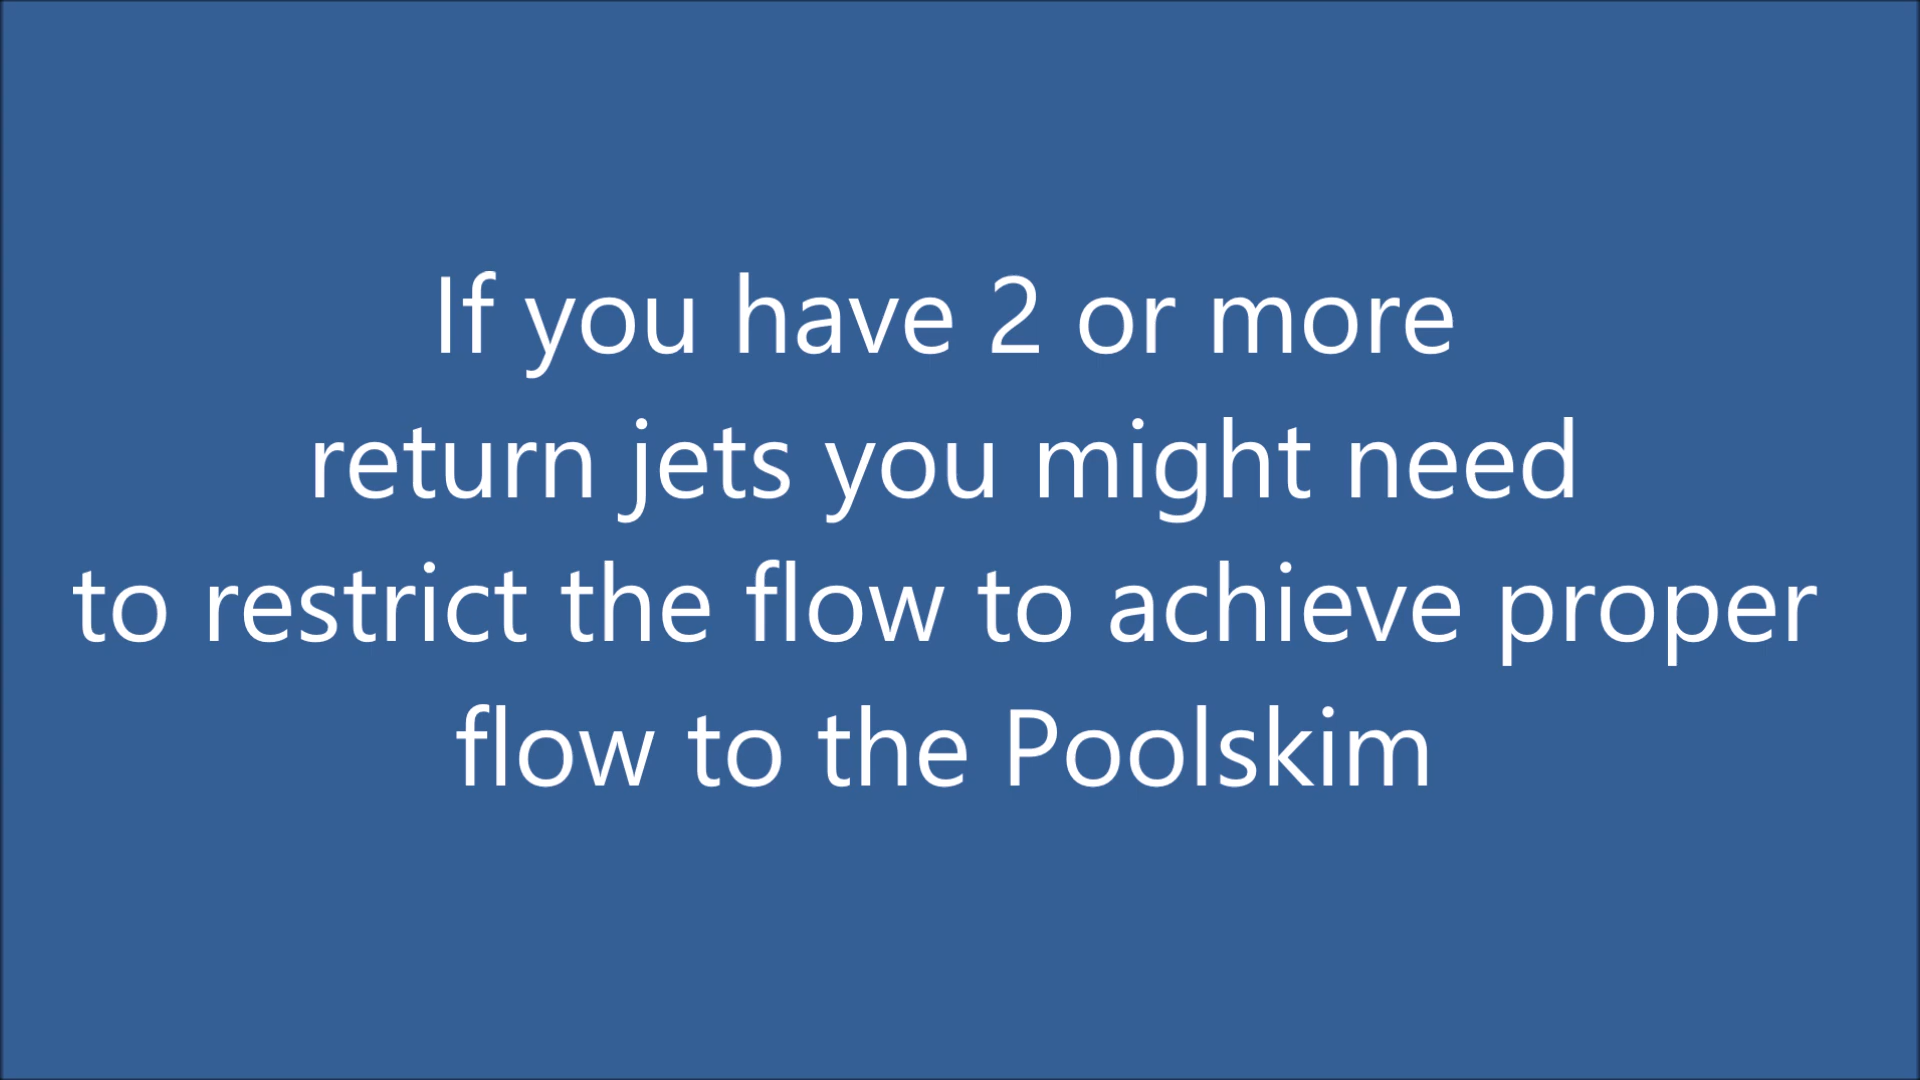 If you have 2 or more
return jets you might need
to restrict the flow to achieve proper
flow to the Poolskim